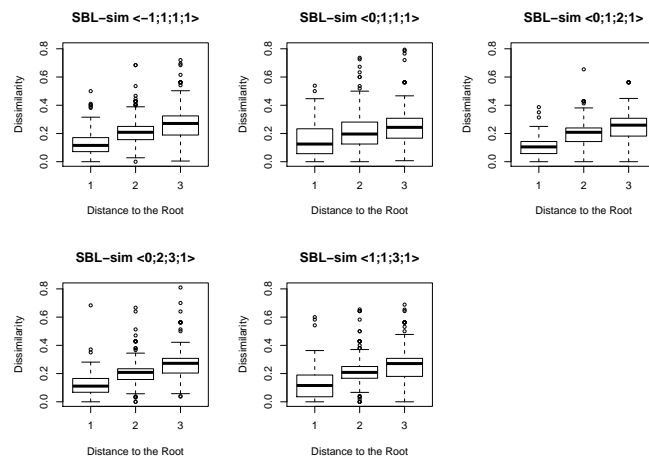 SBL−sim <−1;1;1;1>
SBL−sim <0;1;1;1>
SBL−sim <0;1;2;1>
Dissimilarity
0.0 0.2 0.4 0.6 0.8
1 2 3
Distance to the Root
Dissimilarity
0.0 0.2 0.4 0.6 0.8
1 2 3
Distance to the Root
Dissimilarity
0.0 0.2 0.4 0.6 0.8
1 2 3
Distance to the Root
SBL−sim <0;2;3;1>
SBL−sim <1;1;3;1>
Dissimilarity
0.0 0.2 0.4 0.6 0.8
1 2 3
Distance to the Root
Dissimilarity
0.0 0.2 0.4 0.6 0.8
1 2 3
Distance to the Root